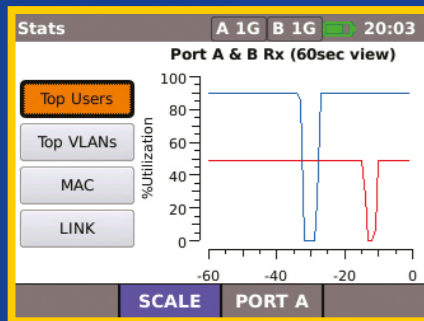 Stats
A 1G B 1G 20:03
Port A & B Rx (60sec view)
Top Users
Top VLANs
MAC
LINK
%Utilization
100
80
60
40
20
0
-60 -40 -20 0
SCALE PORT A